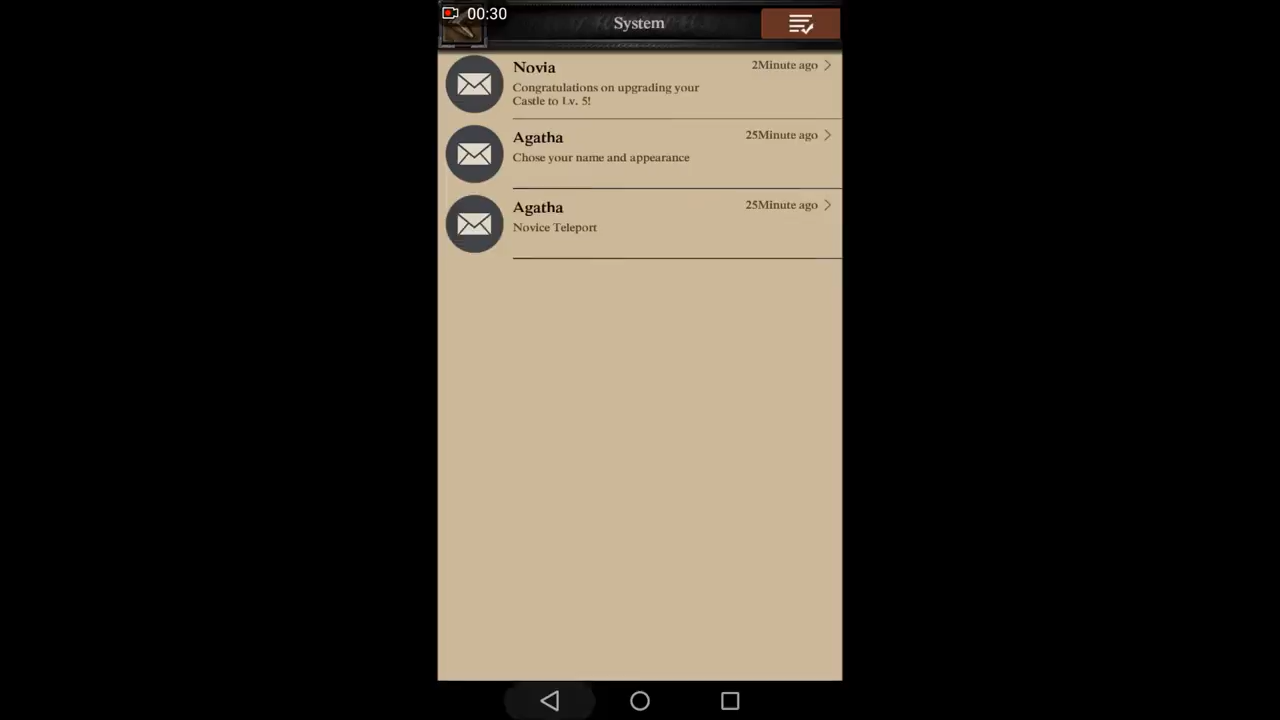 00:30
System
Novia
2Minute ago
Congratulations on upgrading your
Castle to Lv. 5!
Agatha
25Minute ago
Chose your name and appearance
Agatha
25Minute ago
Novice Teleport